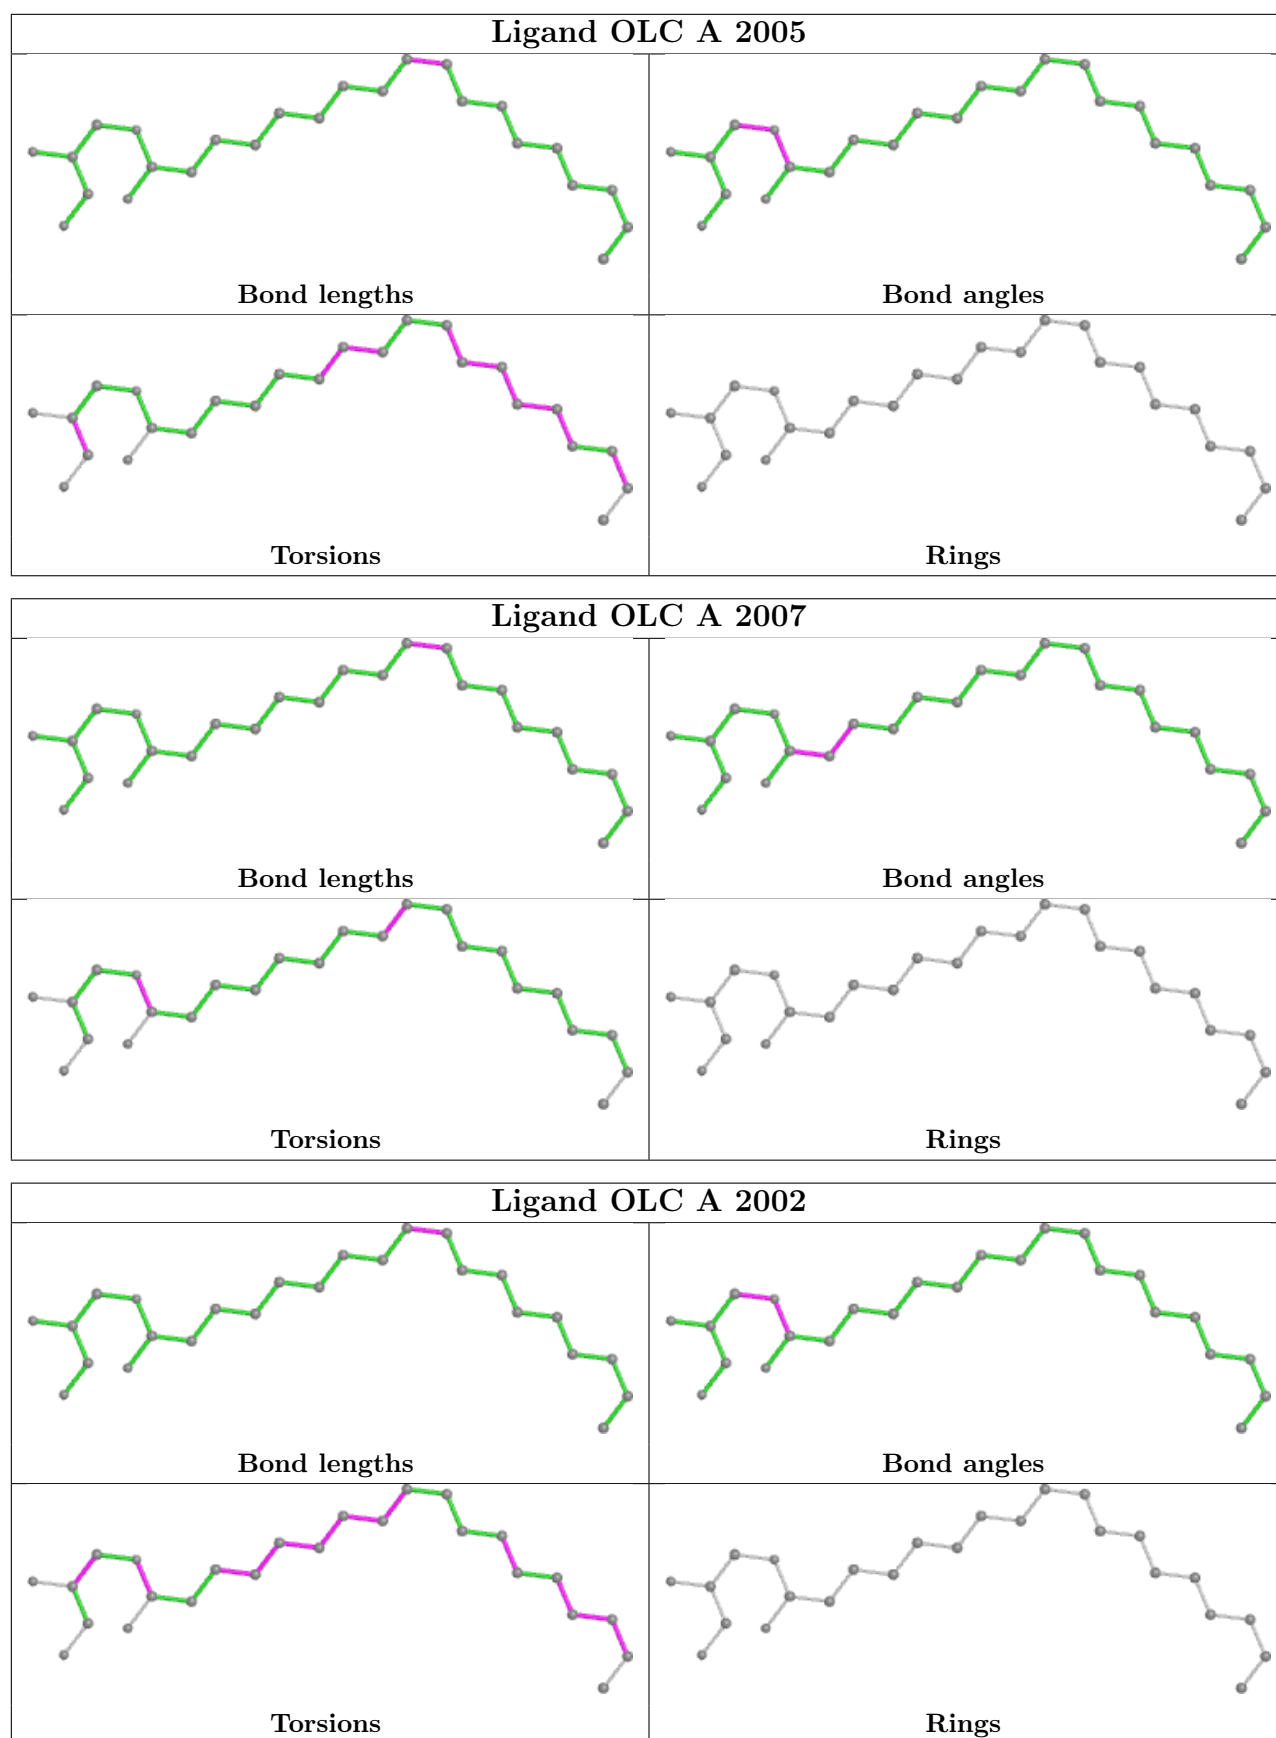 Ligand OLC A 2005
Bond lengths
Bond angles
Torsions
Rings
Ligand OLC A 2007
Bond lengths
Bond angles
Torsions
Rings
Ligand OLC A 2002
Bond lengths
Bond angles
Torsions
Rings